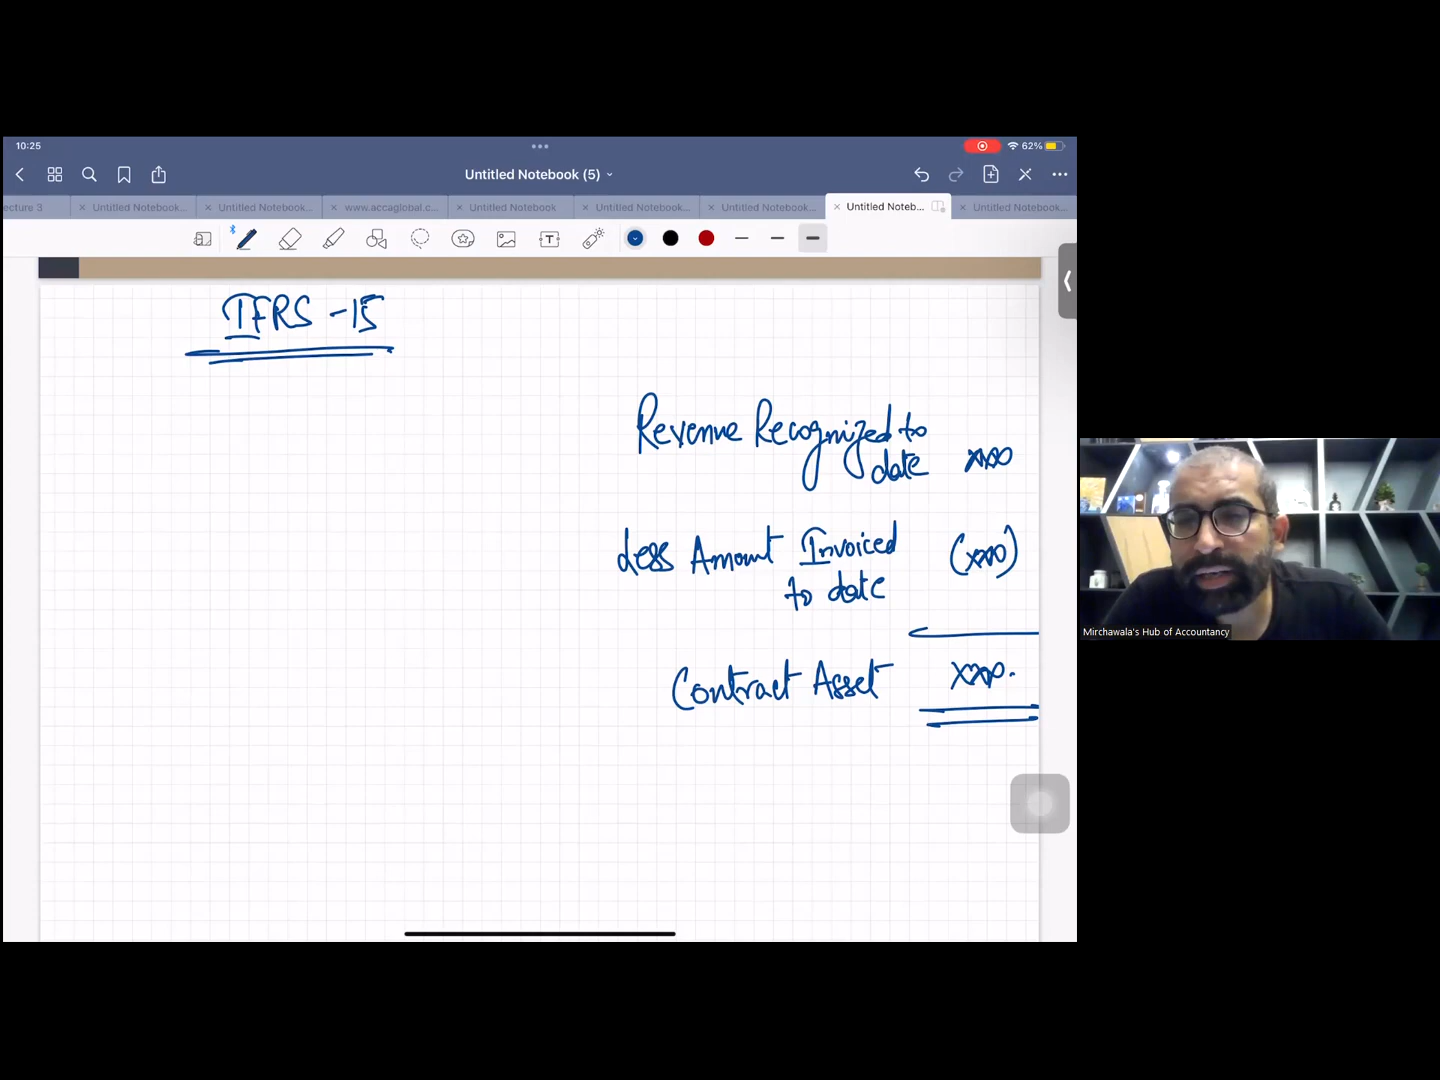 10:25
62%
Untitled Notebook (5)
ecture 3
Untitled Notebook...
Untitled Notebook...
www.accaglobal.c...
Untitled Notebook
Untitled Notebook...
Untitled Notebook...
Untitled Noteb...
Untitled Notebook...
T
IFRS -15
Revenue Recognized to
date xxx
Less Amount Invoiced (xxx)
to date
Contract Asset xxx.
Mirchawala's Hub of Accountancy